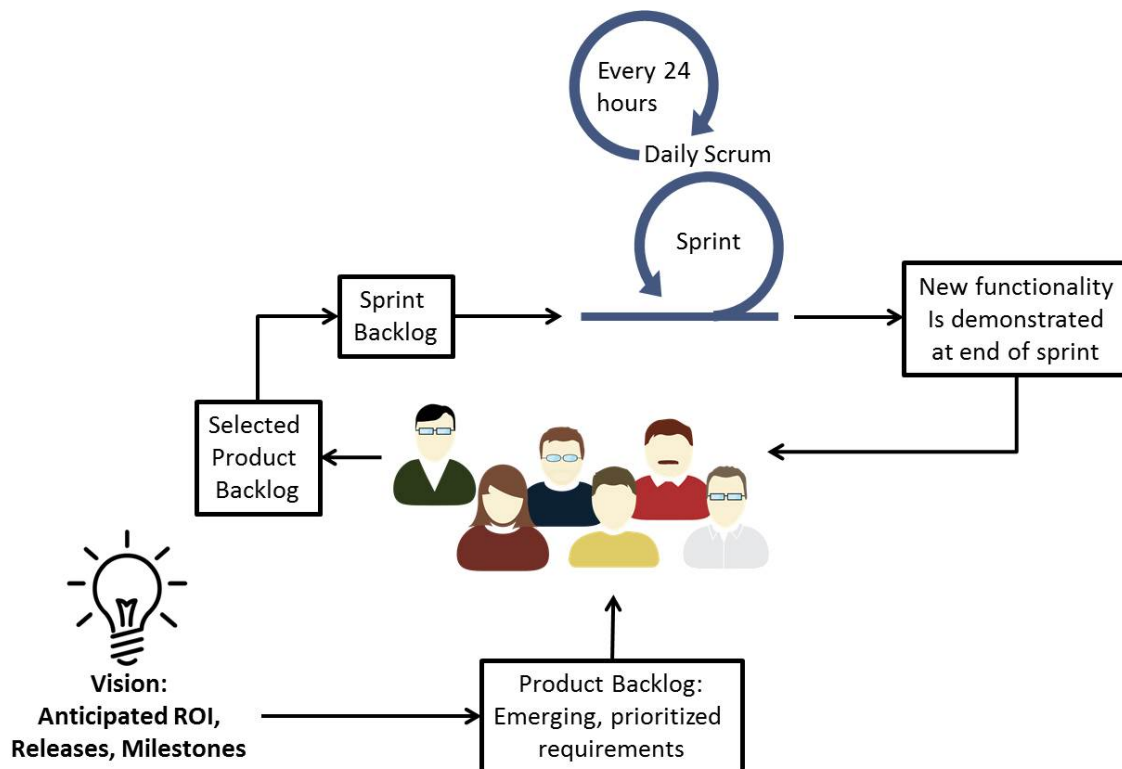 Every 24
hours
Daily Scrum
Sprint
Sprint
Backlog
New functionality
Is demonstrated
at end of sprint
Selected
Product
Backlog
Vision:
Anticipated ROI,
Releases, Milestones
Product Backlog:
Emerging, prioritized
requirements